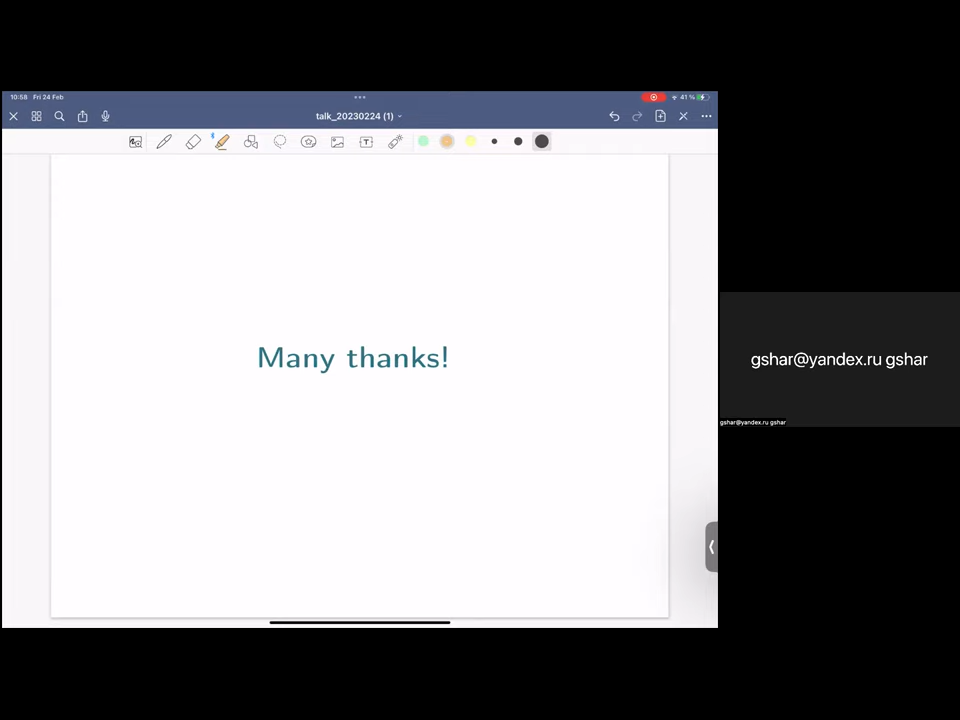 10:58 Fri 24 Feb
41 %
talk_20230224 (1)
T
Many thanks!
gshar@yandex.ru gshar
gshar@yandex.ru gshar